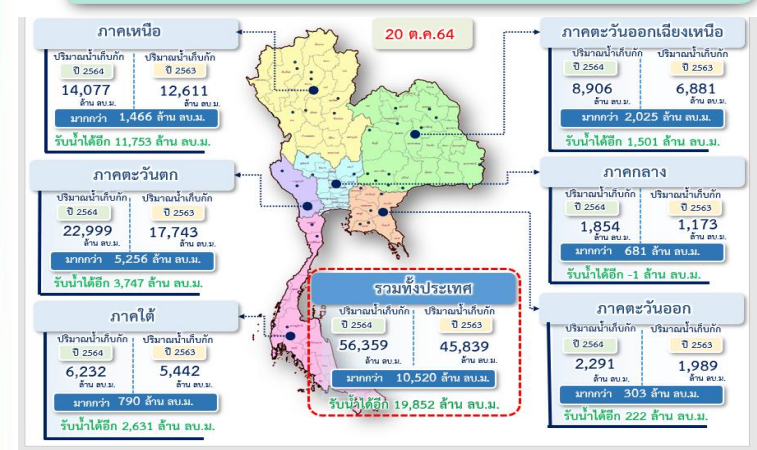 20 ต.ค.64
ภาคเหนือ
ปริมาณน้ำเก็บกัก ปริมาณน้ำเก็บกัก
ปี 2564 ปี 2563
14,077 12,611
ล้าน ลบ.ม. ล้าน ลบ.ม.
มากกว่า 1,466 ล้าน ลบ.ม.
รับน้ำได้อีก 11,753 ล้าน ลบ.ม.
ภาคตะวันออกเฉียงเหนือ
ปริมาณน้ำเก็บกัก ปริมาณน้ำเก็บกัก
ปี 2564 ปี 2563
8,906 6,881
ล้าน ลบ.ม. ล้าน ลบ.ม.
มากกว่า 2,025 ล้าน ลบ.ม.
รับน้ำได้อีก 1,501 ล้าน ลบ.ม.
ภาคตะวันตก
ปริมาณน้ำเก็บกัก ปริมาณน้ำเก็บกัก
ปี 2564 ปี 2563
22,999 17,743
ล้าน ลบ.ม. ล้าน ลบ.ม.
มากกว่า 5,256 ล้าน ลบ.ม.
รับน้ำได้อีก 3,747 ล้าน ลบ.ม.
ภาคกลาง
ปริมาณน้ำเก็บกัก ปริมาณน้ำเก็บกัก
ปี 2564 ปี 2563
1,854 1,173
ล้าน ลบ.ม. ล้าน ลบ.ม.
มากกว่า 681 ล้าน ลบ.ม.
รับน้ำได้อีก -1 ล้าน ลบ.ม.
ภาคใต้
ปริมาณน้ำเก็บกัก ปริมาณน้ำเก็บกัก
ปี 2564 ปี 2563
6,232 5,442
ล้าน ลบ.ม. ล้าน ลบ.ม.
มากกว่า 790 ล้าน ลบ.ม.
รับน้ำได้อีก 2,631 ล้าน ลบ.ม.
รวมทั้งประเทศ
ปริมาณน้ำเก็บกัก ปริมาณน้ำเก็บกัก
ปี 2564 ปี 2563
56,359 45,839
ล้าน ลบ.ม. ล้าน ลบ.ม.
มากกว่า 10,520 ล้าน ลบ.ม.
รับน้ำได้อีก 19,852 ล้าน ลบ.ม.
ภาคตะวันออก
ปริมาณน้ำเก็บกัก ปริมาณน้ำเก็บกัก
ปี 2564 ปี 2563
2,291 1,989
ล้าน ลบ.ม. ล้าน ลบ.ม.
มากกว่า 303 ล้าน ลบ.ม.
รับน้ำได้อีก 222 ล้าน ลบ.ม.